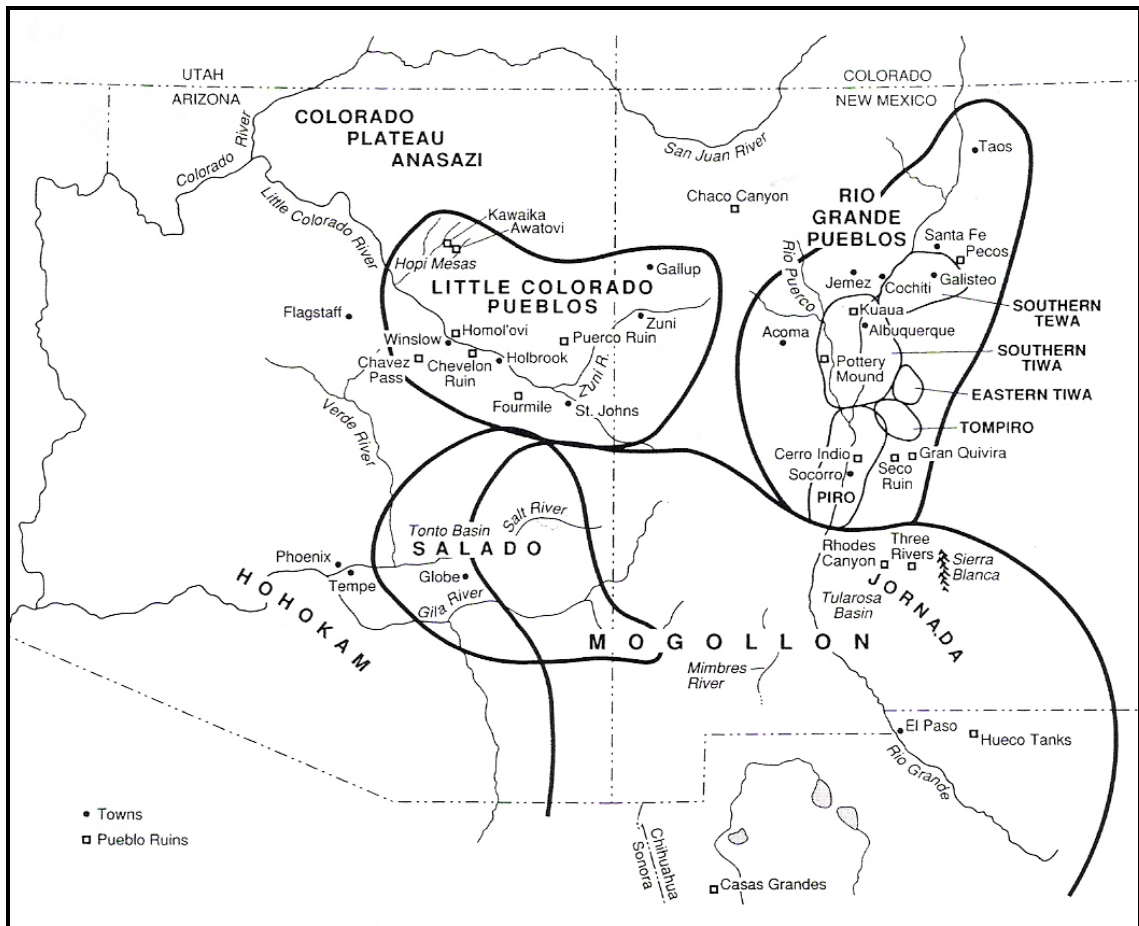 UTAH
ARIZONA
COLORADO
NEW MEXICO
COLORADO
PLATEAU
ANASAZI
Colorado River
Little Colorado River
San Juan River
Chaco Canyon
Taos
RIO
GRANDE
PUEBLOS
Kawaika
Awatovi
Hopi Mesas
LITTLE COLORADO
PUEBLOS
Gallup
Rio Puerco
Santa Fe
Pecos
Jemez
Cochiti
Galisteo
SOUTHERN
TEWA
Flagstaff
Winslow
Homol'ovi
Puerco Ruin
Zuni
Acoma
Kuaua
Albuquerque
SOUTHERN
TIWA
Chavez
Pass
Chevelon
Ruin
Holbrook
Zuni R.
Pottery
Mound
EASTERN TIWA
Fourmile
St. Johns
TOMPIRO
Verde River
Cerro Indio
Socorro
PIRO
Seco
Ruin
Gran Quivira
Tonto Basin
Salt River
SALADO
Phoenix
Tempe
Globe
Gila River
HOHOKAM
Rhodes
Canyon
Three
Rivers
Sierra
Blanca
Tularosa
Basin
JORNADA
MOGOLLON
Mimbres
River
El Paso
Hueco Tanks
Rio Grande
Towns
Pueblo Ruins
Chihuahua
Sonora
Casas Grandes